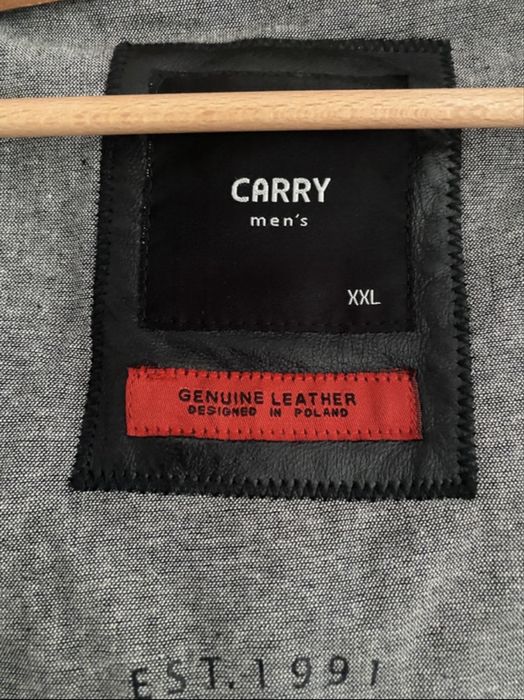 CARRY
men's
XXL
GENUINE LEATHER
DESIGNED IN POLAND
EST. 1991